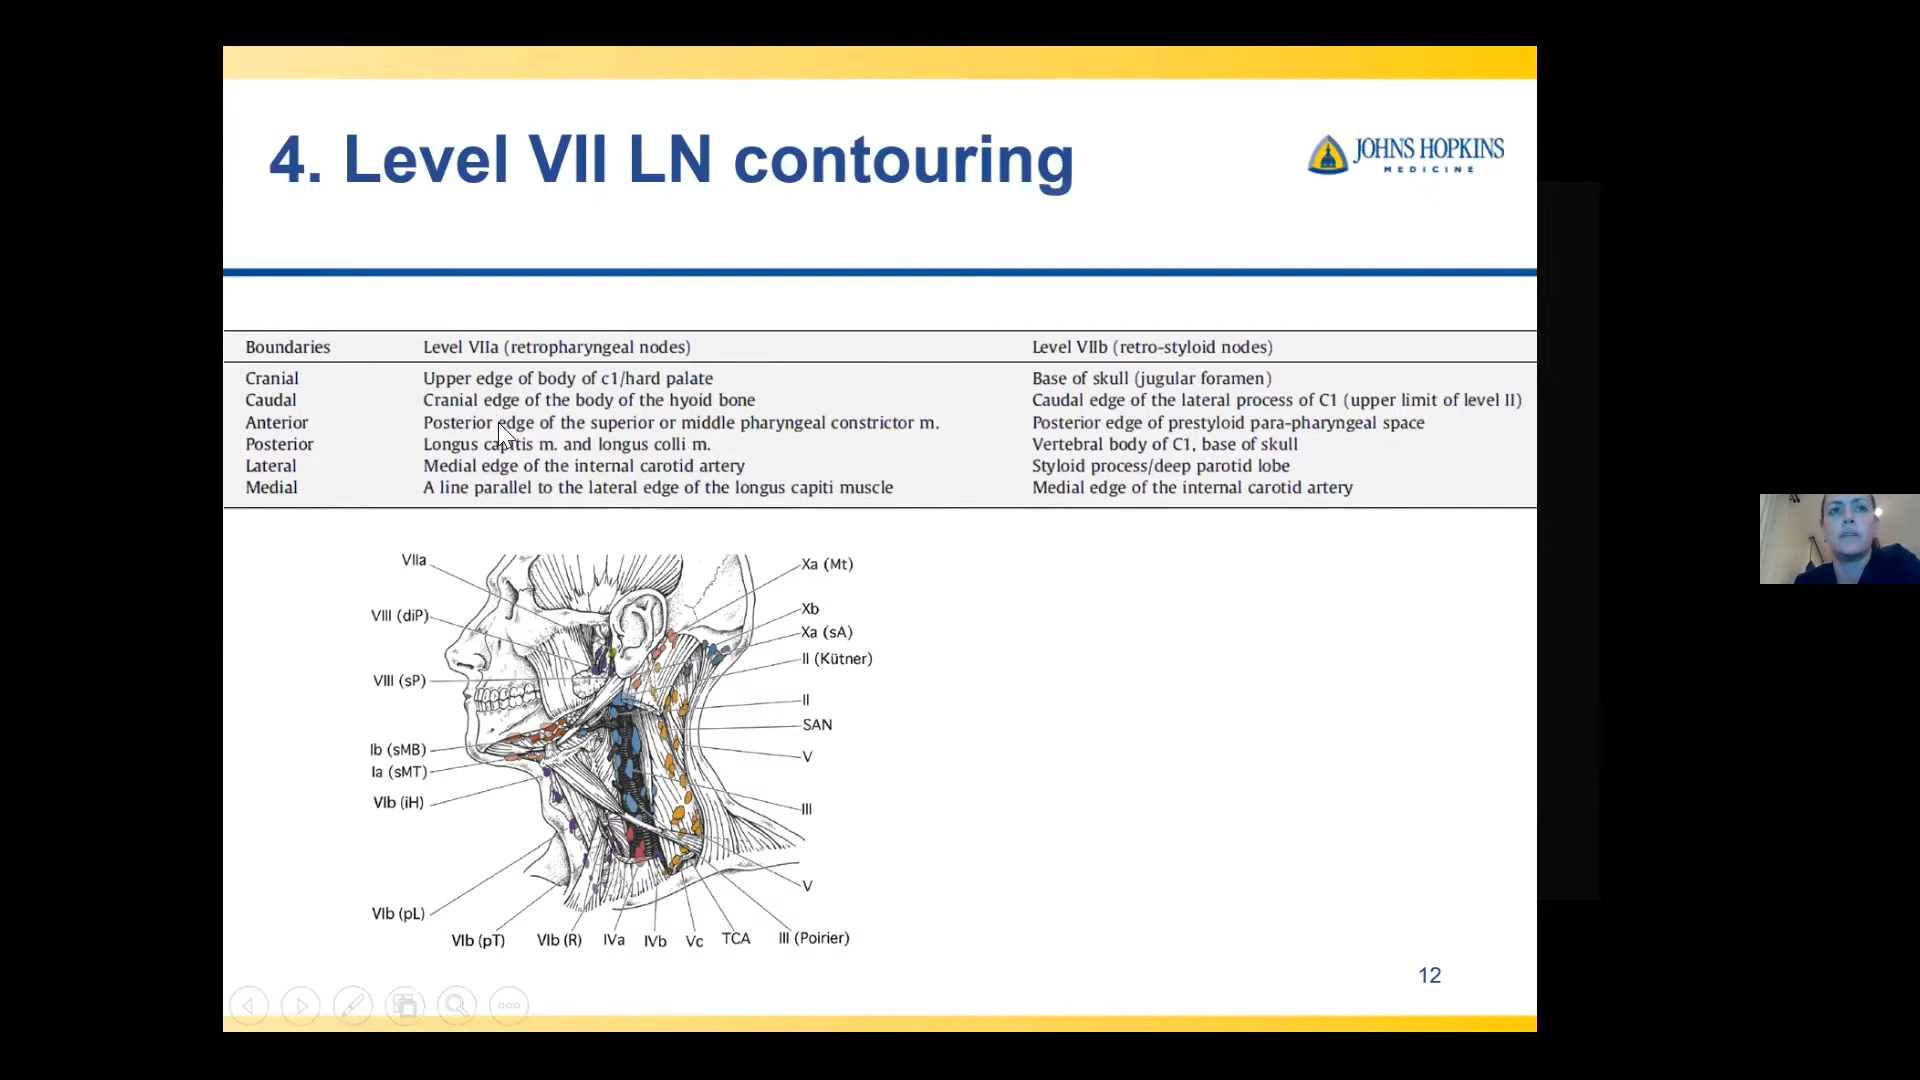 4. Level VII LN contouring
JOHNS HOPKINS
MEDICINE
Boundaries Level VIIa (retropharyngeal nodes) Level VIIb (retro-styloid nodes)
Cranial Upper edge of body of c1/hard palate Base of skull (jugular foramen)
Caudal Cranial edge of the body of the hyoid bone Caudal edge of the lateral process of C1 (upper limit of level II)
Anterior Posterior edge of the superior or middle pharyngeal constrictor m. Posterior edge of prestyloid para-pharyngeal space
Posterior Longus capitis m. and longus colli m. Vertebral body of C1, base of skull
Lateral Medial edge of the internal carotid artery Styloid process/deep parotid lobe
Medial A line parallel to the lateral edge of the longus capiti muscle Medial edge of the internal carotid artery
VIIa
Xa (Mt)
VIII (diP)
Xb
Xa (sA)
II (Kütner)
VIII (sP)
II
SAN
Ib (sMB)
V
Ia (sMT)
VIb (iH)
III
V
VIb (pL)
VIb (pT) VIb (R) IVa IVb Vc TCA III (Poirier)
12